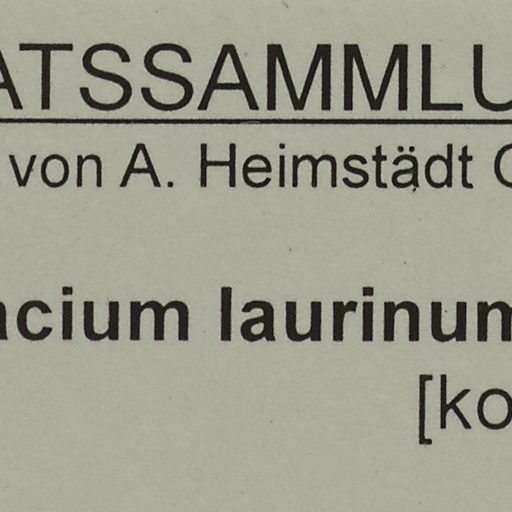 ATSSAMMLU
von A. Heimstädt
acium laurinum
[ko